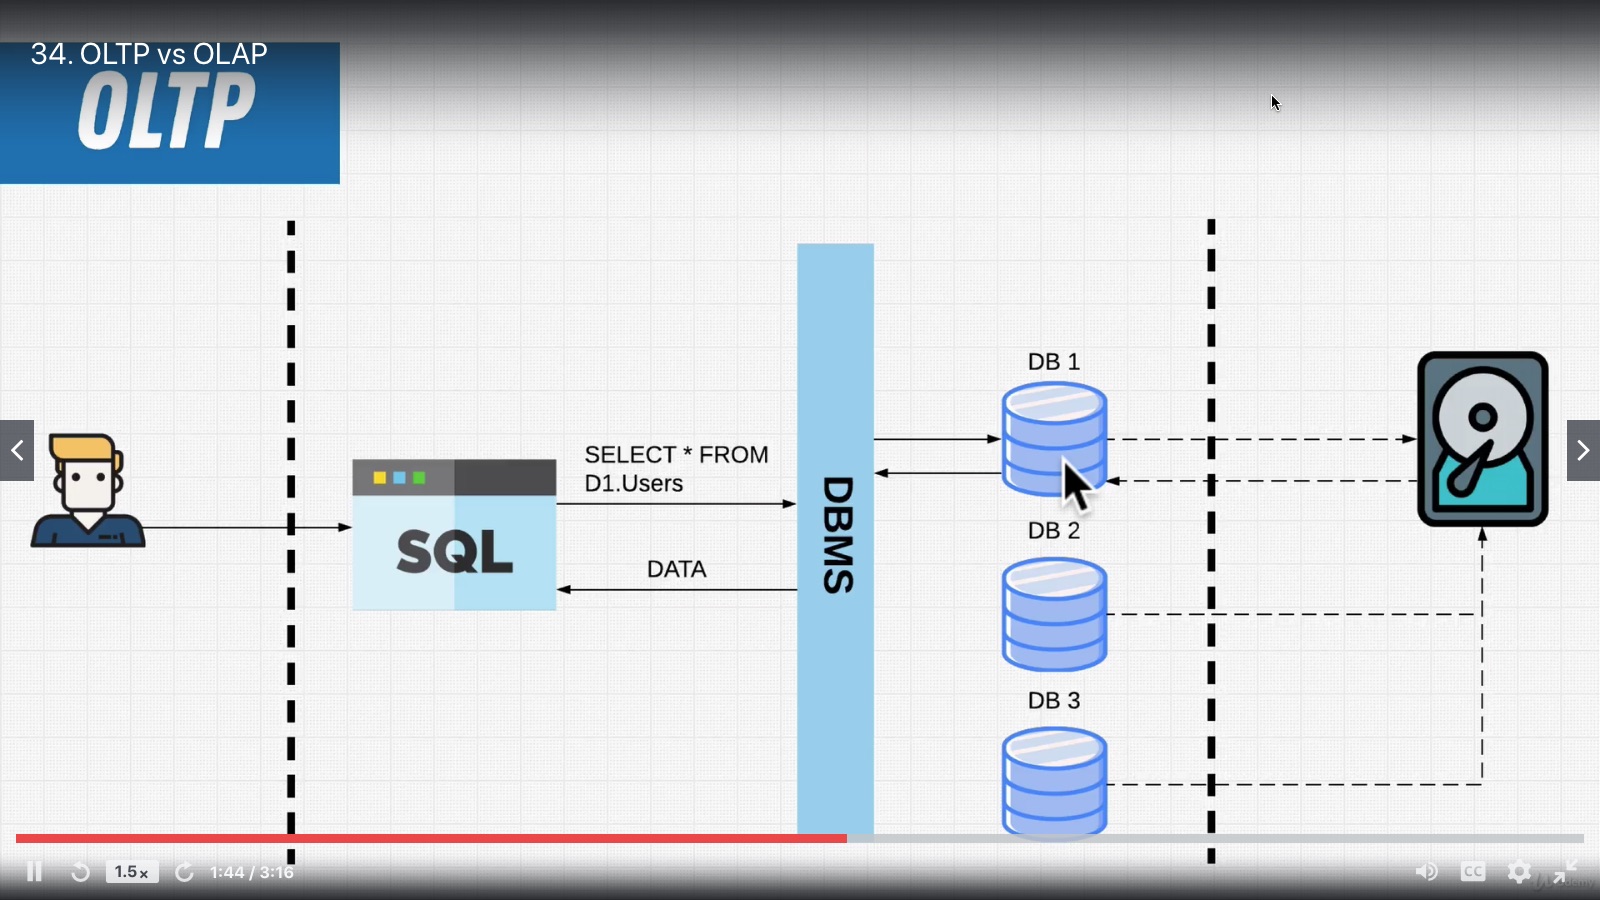 34. OLTP vs OLAP
OLTP
DB 1
SELECT * FROM
D1.Users
SQL
DBMS
DB 2
DATA
DB 3
1.5x
1:44 / 3:16
CC